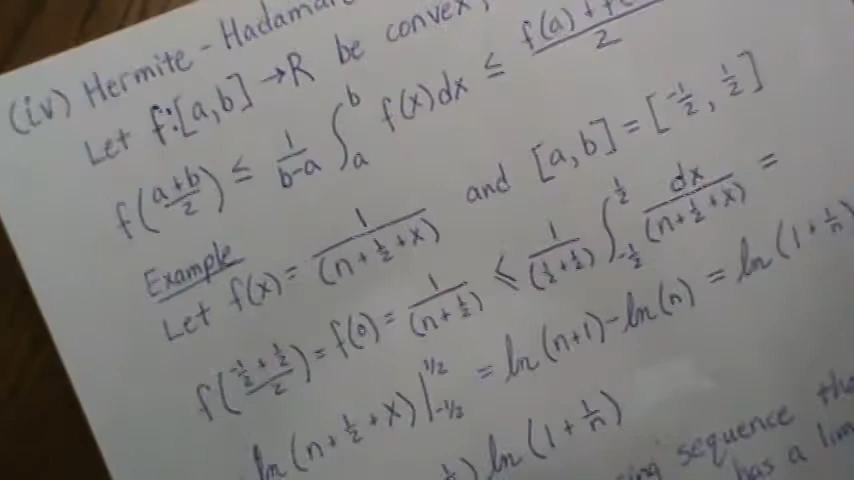 (iv) Hermite - Hadamar
Let f:[a,b] → R be convex,
f((a+b)/2) ≤ 1/(b-a) ∫_a^b f(x)dx ≤ (f(a)+f()/2
Example
Let f(x) = 1/(n+½+x) and [a,b] = [-½, ½]
f((-½+½)/2) = f(0) = 1/(n+½) ≤ 1/(½+½) ∫_{-½}^{½} dx/(n+½+x) =
ln(n+½+x)|_{-1/2}^{1/2} = ln(n+1) - ln(n) = ln(1+1/n)
) ln(1+1/n)
sequence
has a